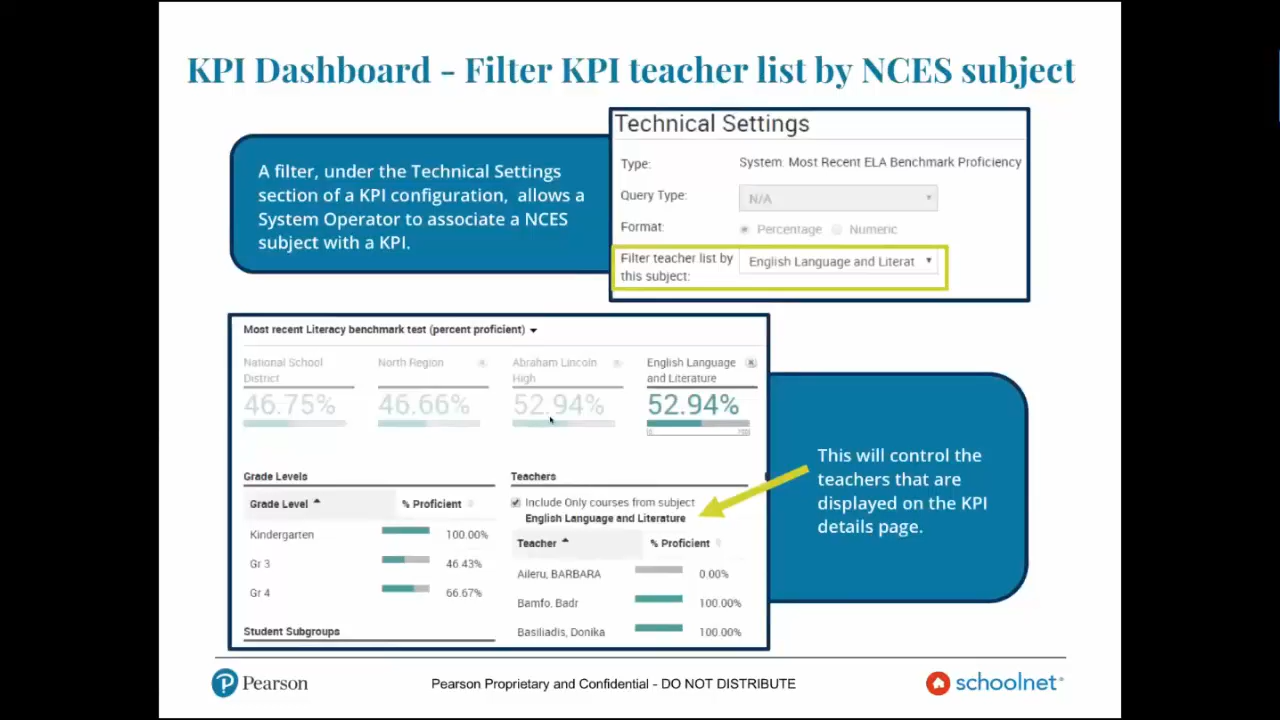 KPI Dashboard - Filter KPI teacher list by NCES subject
A filter, under the Technical Settings
section of a KPI configuration, allows a
System Operator to associate a NCES
subject with a KPI.
Technical Settings
Type: System: Most Recent ELA Benchmark Proficiency
Query Type: N/A
Format: Percentage Numeric
Filter teacher list by
this subject: English Language and Literat
Most recent Literacy benchmark test (percent proficient)
National School
District
46.75%
North Region
46.66%
Abraham Lincoln
High
52.94%
English Language
and Literature
52.94%
Grade Levels
Grade Level % Proficient
Kindergarten 100.00%
Gr 3 46.43%
Gr 4 66.67%
Student Subgroups
Teachers
Include Only courses from subject
English Language and Literature
Teacher % Proficient
Aileru, BARBARA 0.00%
Bamfo, Badr 100.00%
Basiliadis, Donika 100.00%
This will control the
teachers that are
displayed on the KPI
details page.
Pearson
Pearson Proprietary and Confidential - DO NOT DISTRIBUTE
schoolnet